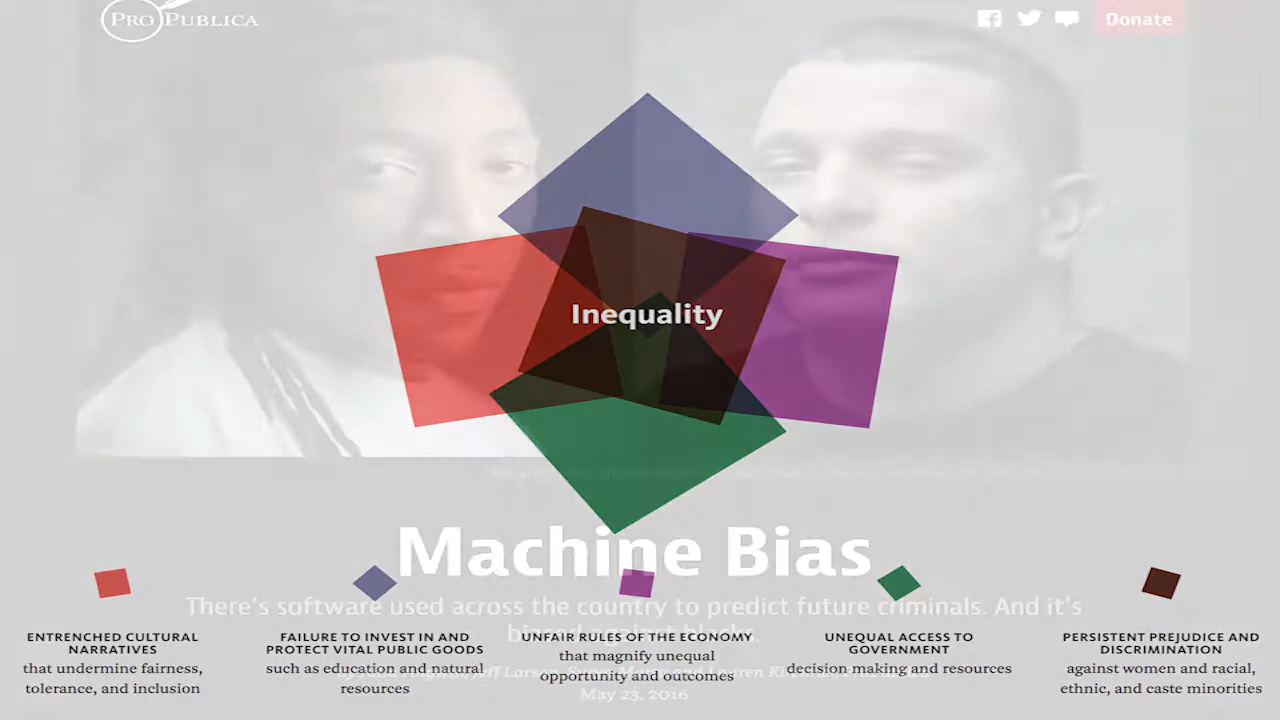 PROPUBLICA
Donate
Inequality
Machine Bias
There's software used across the country to predict future criminals. And it's
biased against blacks.
May 23, 2016
ENTRENCHED CULTURAL
NARRATIVES
that undermine fairness,
tolerance, and inclusion
FAILURE TO INVEST IN AND
PROTECT VITAL PUBLIC GOODS
such as education and natural
resources
UNFAIR RULES OF THE ECONOMY
that magnify unequal
opportunity and outcomes
UNEQUAL ACCESS TO
GOVERNMENT
decision making and resources
PERSISTENT PREJUDICE AND
DISCRIMINATION
against women and racial,
ethnic, and caste minorities